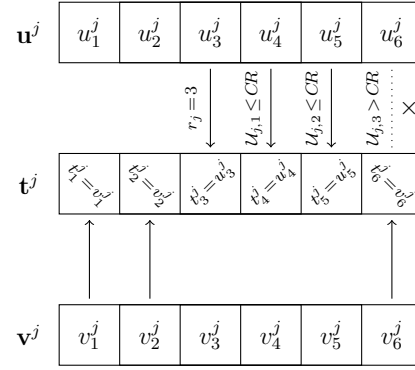 u^j u_1^j u_2^j u_3^j u_4^j u_5^j u_6^j
r_j = 3 𝒰_{j,1} ≤ CR 𝒰_{j,2} ≤ CR 𝒰_{j,3} > CR ×
t^j t_1^j = v_1^j t_2^j = v_2^j t_3^j = u_3^j t_4^j = u_4^j t_5^j = u_5^j t_6^j = v_6^j
v^j v_1^j v_2^j v_3^j v_4^j v_5^j v_6^j